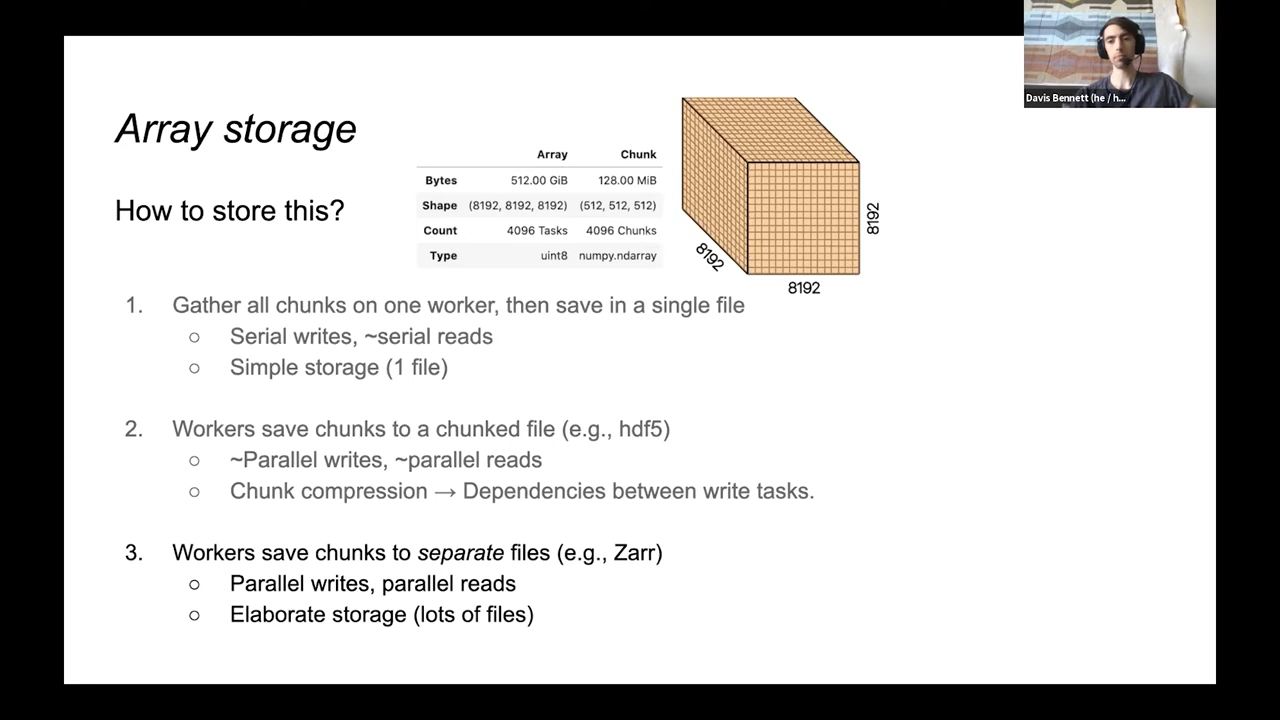 Davis Bennett (he / h...
Array storage
How to store this?
Array Chunk
Bytes 512.00 GiB 128.00 MiB
Shape (8192, 8192, 8192) (512, 512, 512)
Count 4096 Tasks 4096 Chunks
Type uint8 numpy.ndarray
8192
8192
8192
1. Gather all chunks on one worker, then save in a single file
○ Serial writes, ~serial reads
○ Simple storage (1 file)
2. Workers save chunks to a chunked file (e.g., hdf5)
○ ~Parallel writes, ~parallel reads
○ Chunk compression → Dependencies between write tasks.
3. Workers save chunks to separate files (e.g., Zarr)
○ Parallel writes, parallel reads
○ Elaborate storage (lots of files)